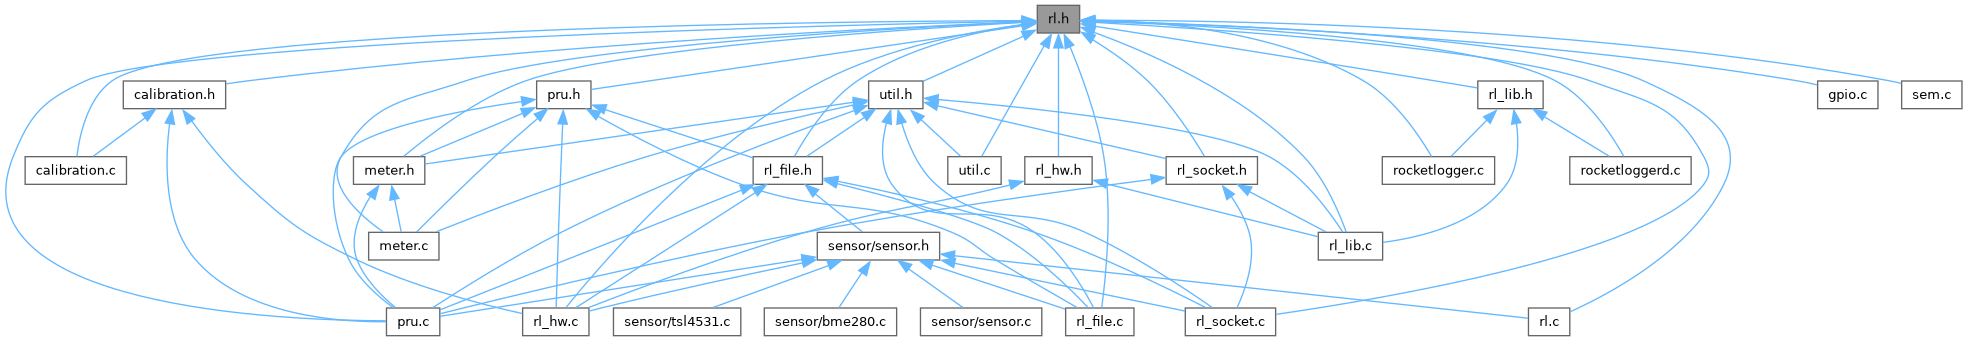 rl.h
calibration.h
pru.h
util.h
rl_lib.h
gpio.c
sem.c
calibration.c
meter.h
rl_file.h
util.c
rl_hw.h
rl_socket.h
rocketlogger.c
rocketloggerd.c
meter.c
sensor/sensor.h
rl_lib.c
pru.c
rl_hw.c
sensor/tsl4531.c
sensor/bme280.c
sensor/sensor.c
rl_file.c
rl_socket.c
rl.c